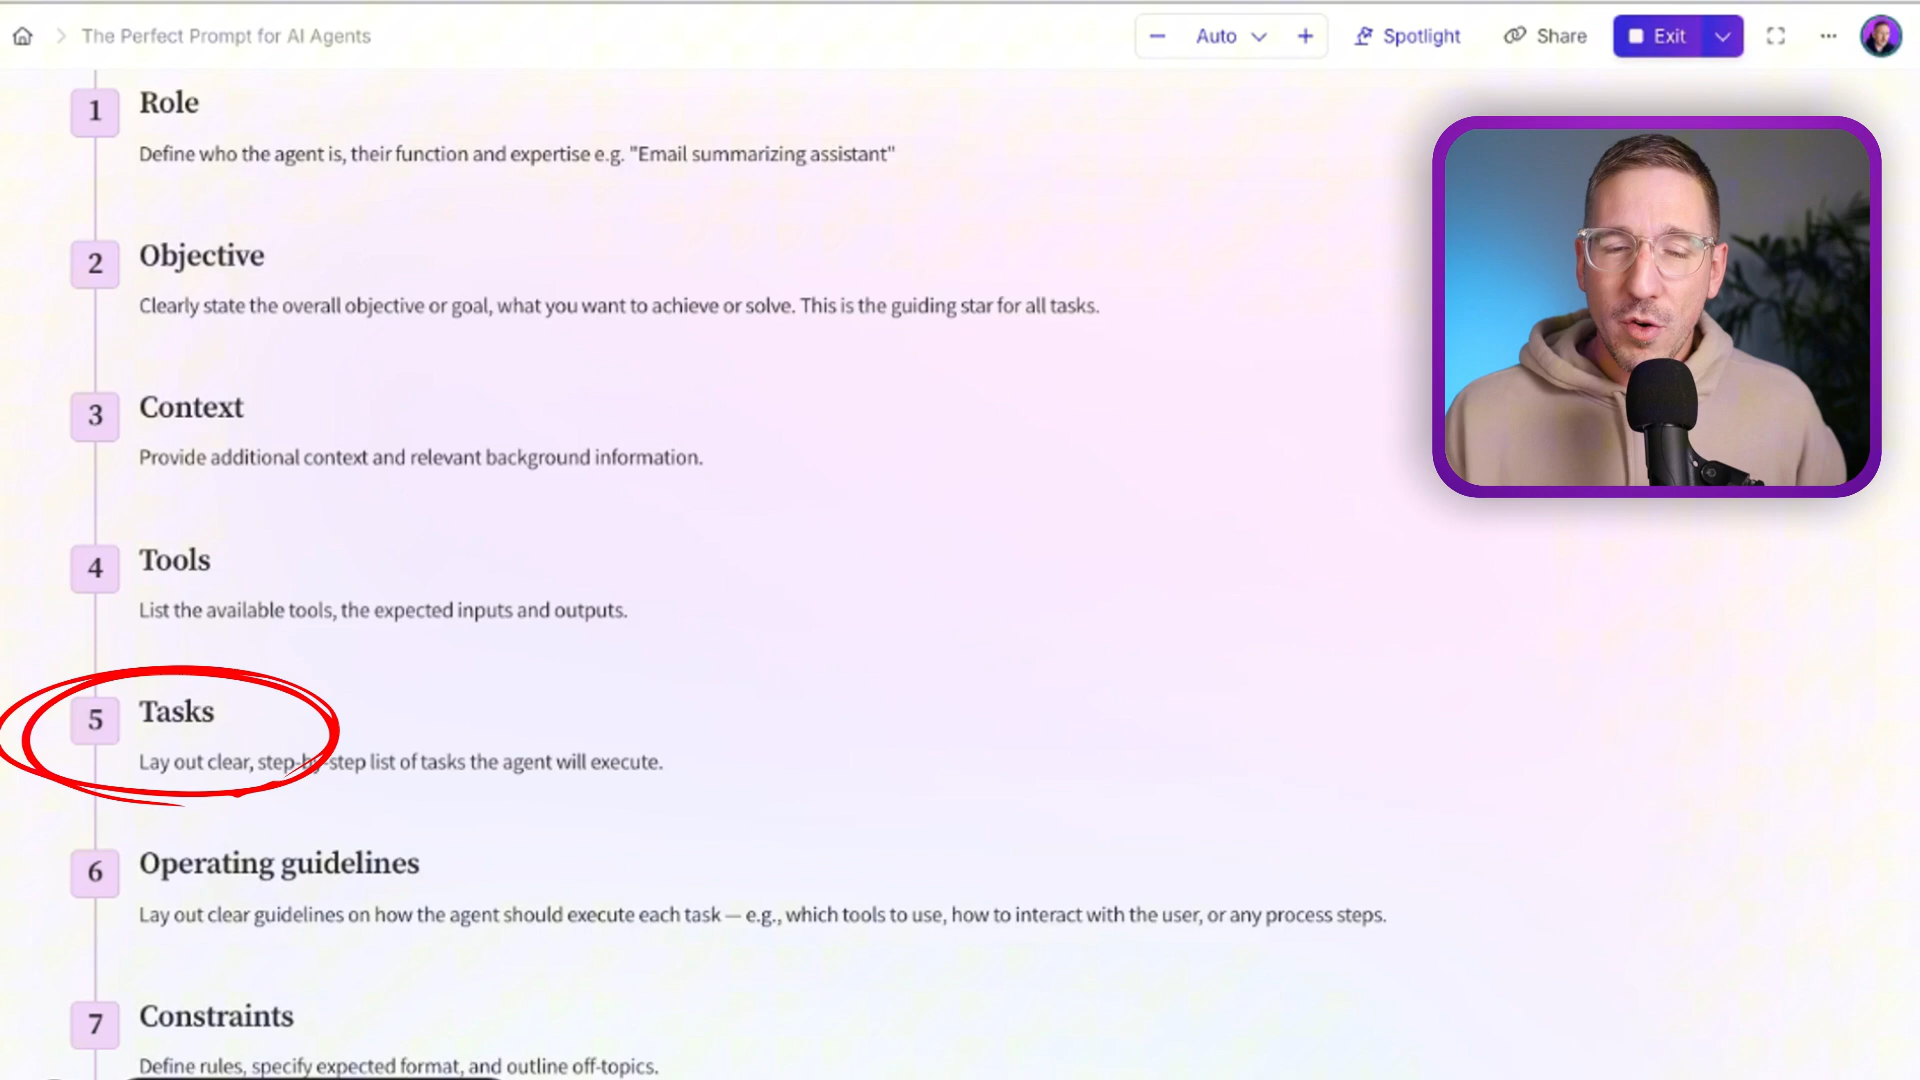 The Perfect Prompt for AI Agents
Auto
Spotlight
Share
Exit
1
Role
Define who the agent is, their function and expertise e.g. "Email summarizing assistant"
2
Objective
Clearly state the overall objective or goal, what you want to achieve or solve. This is the guiding star for all tasks.
3
Context
Provide additional context and relevant background information.
4
Tools
List the available tools, the expected inputs and outputs.
5
Tasks
Lay out clear, step-by-step list of tasks the agent will execute.
6
Operating guidelines
Lay out clear guidelines on how the agent should execute each task — e.g., which tools to use, how to interact with the user, or any process steps.
7
Constraints
Define rules, specify expected format, and outline off-topics.